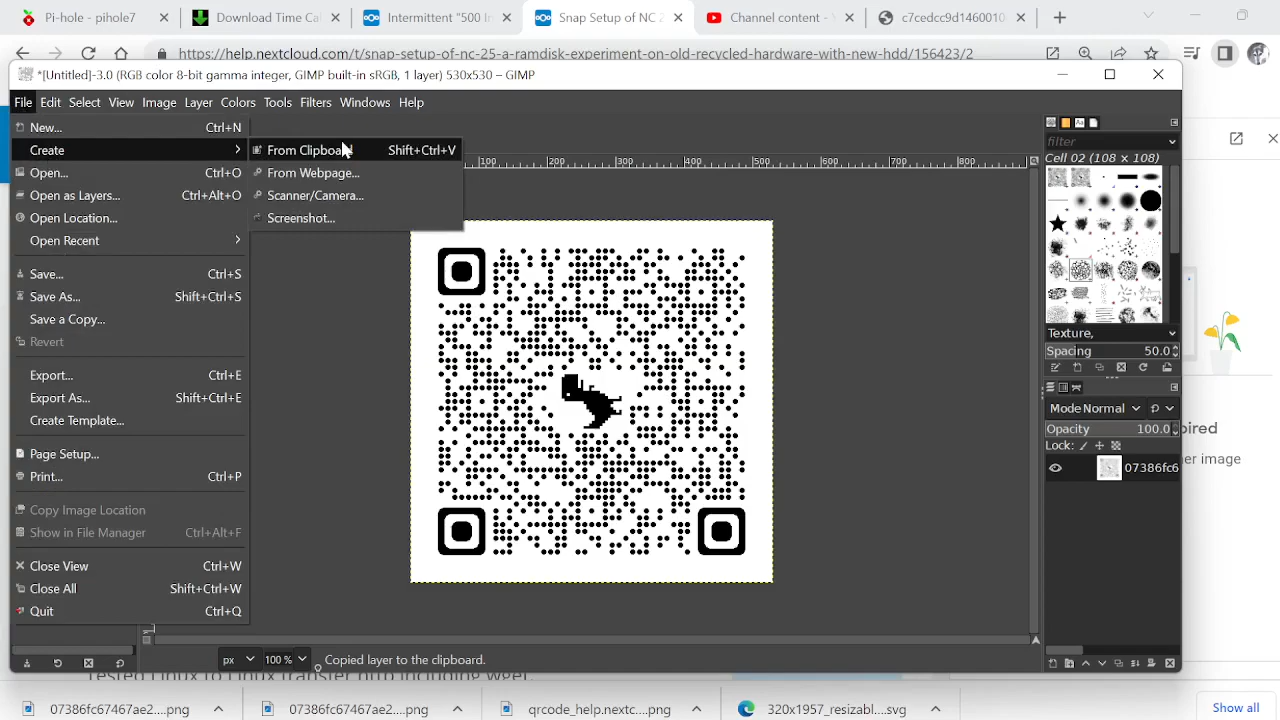 Pi-hole - pihole7
Download Time Cal
Intermittent "500 In
Snap Setup of NC 2
Channel content - Y
c7cedcc9d1460010
https://help.nextcloud.com/t/snap-setup-of-nc-25-a-ramdisk-experiment-on-old-recycled-hardware-with-new-hdd/156423/2
*[Untitled]-3.0 (RGB color 8-bit gamma integer, GIMP built-in sRGB, 1 layer) 530x530 – GIMP
File Edit Select View Image Layer Colors Tools Filters Windows Help
New... Ctrl+N
Create
From Clipboard Shift+Ctrl+V
From Webpage...
Scanner/Camera...
Screenshot...
Open... Ctrl+O
Open as Layers... Ctrl+Alt+O
Open Location...
Open Recent
Save... Ctrl+S
Save As... Shift+Ctrl+S
Save a Copy...
Revert
Export... Ctrl+E
Export As... Shift+Ctrl+E
Create Template...
Page Setup...
Print... Ctrl+P
Copy Image Location
Show in File Manager Ctrl+Alt+F
Close View Ctrl+W
Close All Shift+Ctrl+W
Quit Ctrl+Q
100 200 300 400 500 600 700 800
filter
Cell 02 (108 × 108)
Texture,
Spacing 50.0
Mode Normal
Opacity 100.0
Lock:
07386fc6
pired
er image
px 100 % Copied layer to the clipboard.
07386fc67467ae2....png
07386fc67467ae2....png
qrcode_help.nextc....png
320x1957_resizabl....svg
Show all